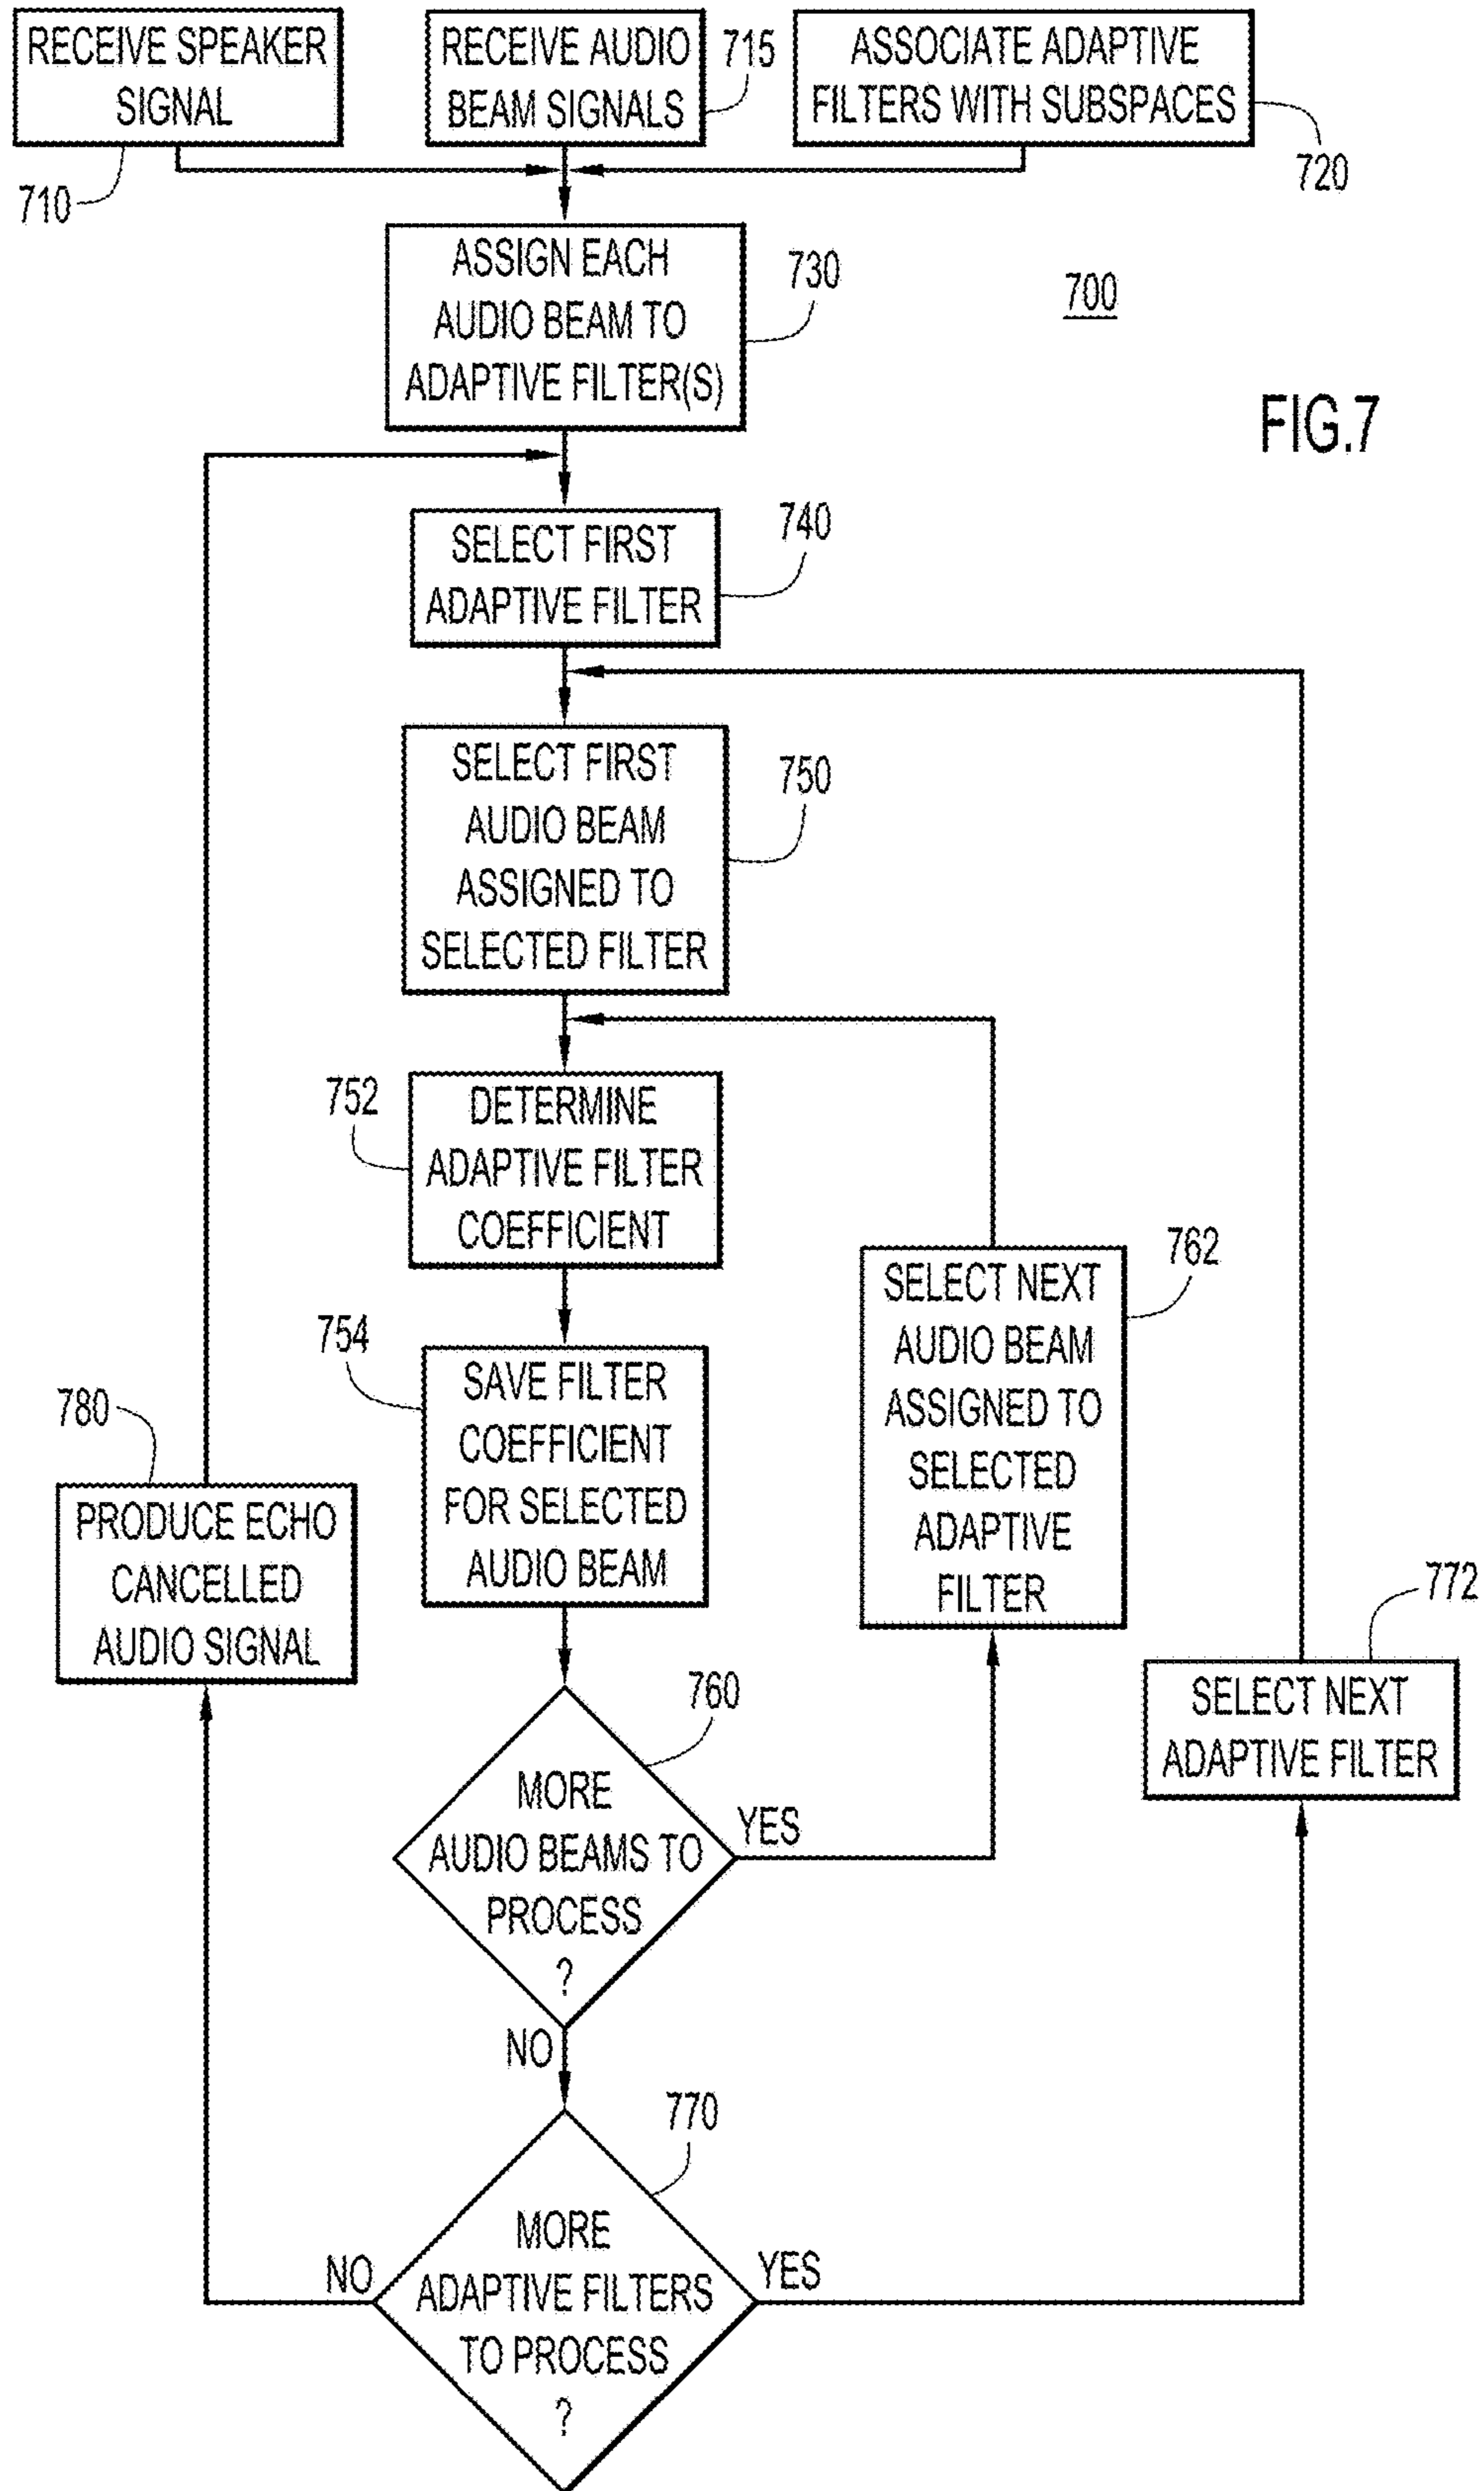 RECEIVE SPEAKER
SIGNAL
710
RECEIVE AUDIO
BEAM SIGNALS
715
ASSOCIATE ADAPTIVE
FILTERS WITH SUBSPACES
720
ASSIGN EACH
AUDIO BEAM TO
ADAPTIVE FILTER(S)
730
700
FIG.7
SELECT FIRST
ADAPTIVE FILTER
740
SELECT FIRST
AUDIO BEAM
ASSIGNED TO
SELECTED FILTER
750
752
DETERMINE
ADAPTIVE FILTER
COEFFICIENT
754
SAVE FILTER
COEFFICIENT
FOR SELECTED
AUDIO BEAM
762
SELECT NEXT
AUDIO BEAM
ASSIGNED TO
SELECTED
ADAPTIVE
FILTER
780
PRODUCE ECHO
CANCELLED
AUDIO SIGNAL
772
SELECT NEXT
ADAPTIVE FILTER
760
MORE
AUDIO BEAMS TO
PROCESS
?
YES
NO
770
MORE
ADAPTIVE FILTERS
TO PROCESS
?
NO
YES